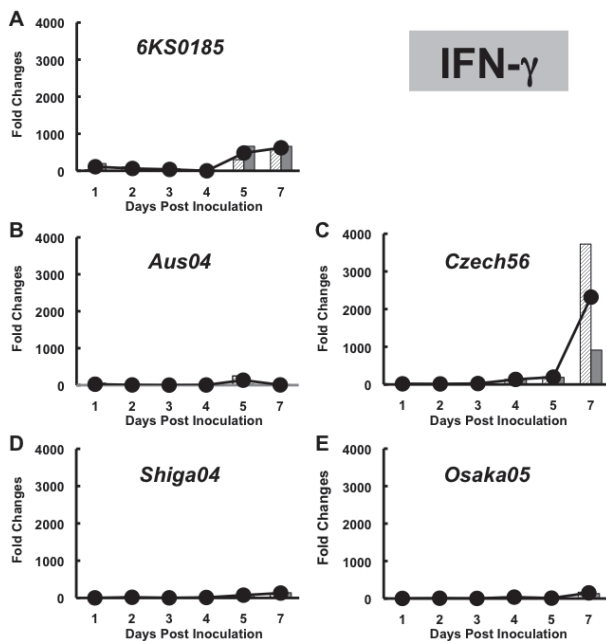 A
6KS0185
IFN-γ
Fold Changes
4000
3000
2000
1000
0
1 2 3 4 5 7
Days Post Inoculation
B
Aus04
Fold Changes
4000
3000
2000
1000
0
1 2 3 4 5 7
Days Post Inoculation
C
Czech56
Fold Changes
4000
3000
2000
1000
0
1 2 3 4 5 7
Days Post Inoculation
D
Shiga04
Fold Changes
4000
3000
2000
1000
0
1 2 3 4 5 7
Days Post Inoculation
E
Osaka05
Fold Changes
4000
3000
2000
1000
0
1 2 3 4 5 7
Days Post Inoculation